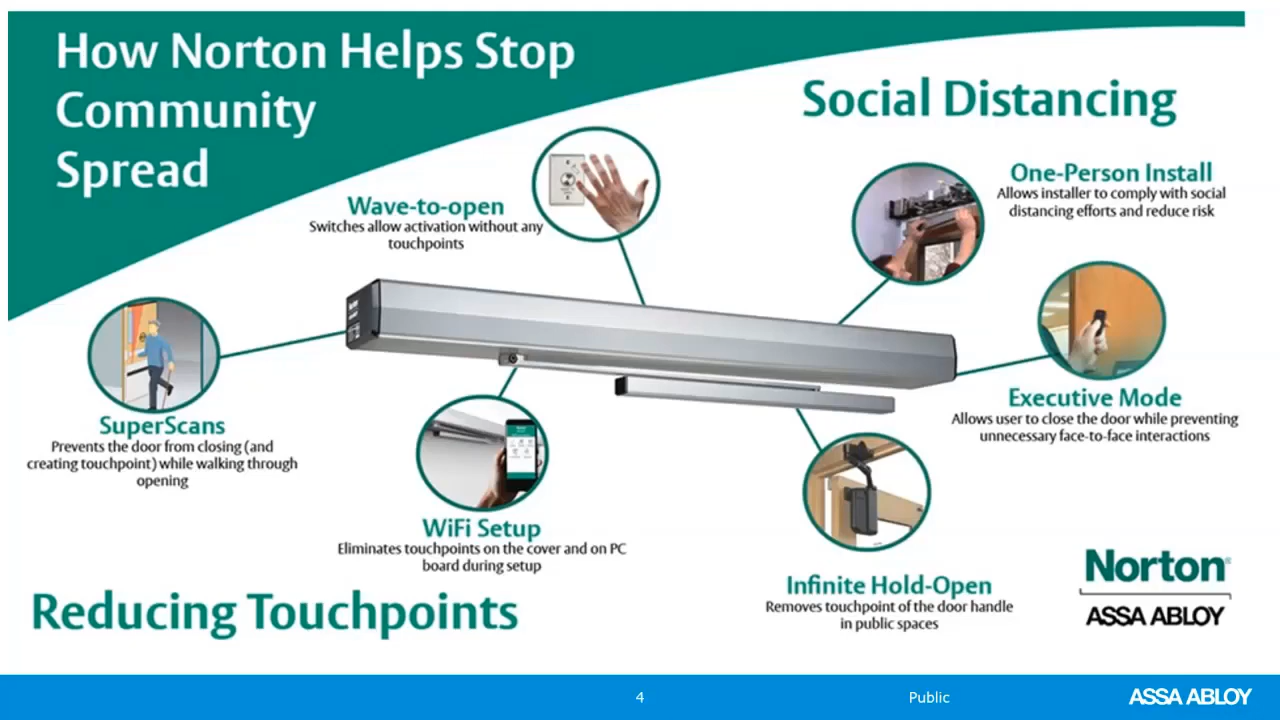 How Norton Helps Stop
Community
Spread
Social Distancing
One-Person Install
Allows installer to comply with social
distancing efforts and reduce risk
Wave-to-open
Switches allow activation without any
touchpoints
Executive Mode
Allows user to close the door while preventing
unnecessary face-to-face interactions
SuperScans
Prevents the door from closing (and
creating touchpoint) while walking through
opening
WiFi Setup
Eliminates touchpoints on the cover and on PC
board during setup
Infinite Hold-Open
Removes touchpoint of the door handle
in public spaces
Reducing Touchpoints
Norton
ASSA ABLOY
4
Public
ASSA ABLOY